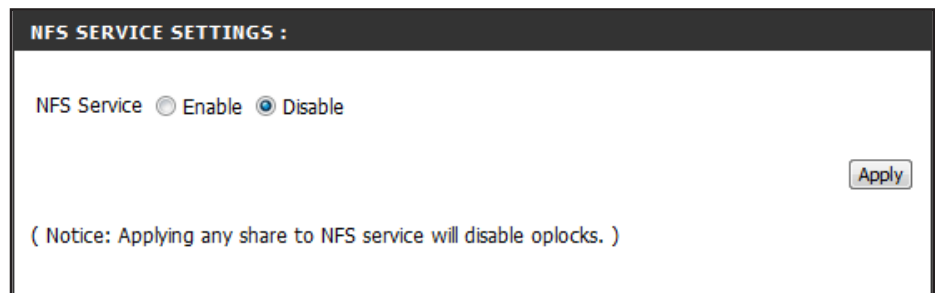 NFS SERVICE SETTINGS :
NFS Service Enable Disable
Apply
( Notice: Applying any share to NFS service will disable oplocks. )